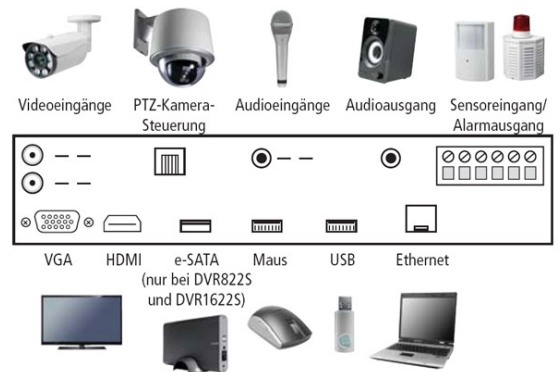 Videoeingänge PTZ-Kamera- Audioeingänge Audioausgang Sensoreingang/
Steuerung Alarmausgang
VGA HDMI e-SATA Maus USB Ethernet
(nur bei DVR822S
und DVR1622S)